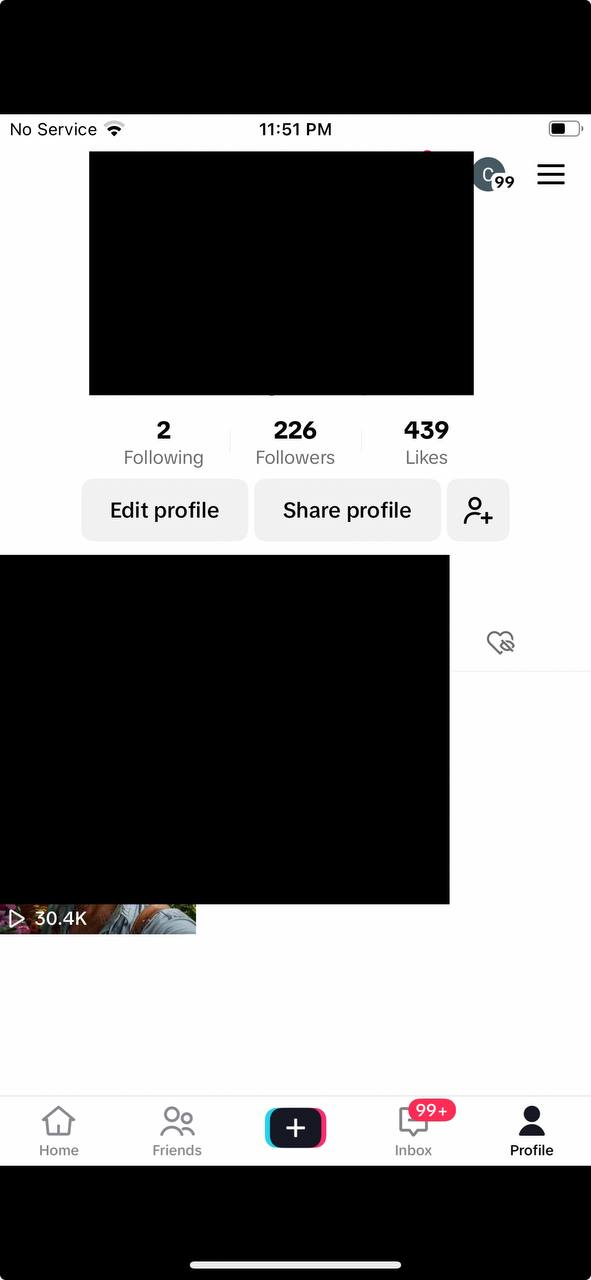 No Service 11:51 PM
C 99
2 226 439
Following Followers Likes
Edit profile Share profile
30.4K
99+
Home Friends Inbox Profile